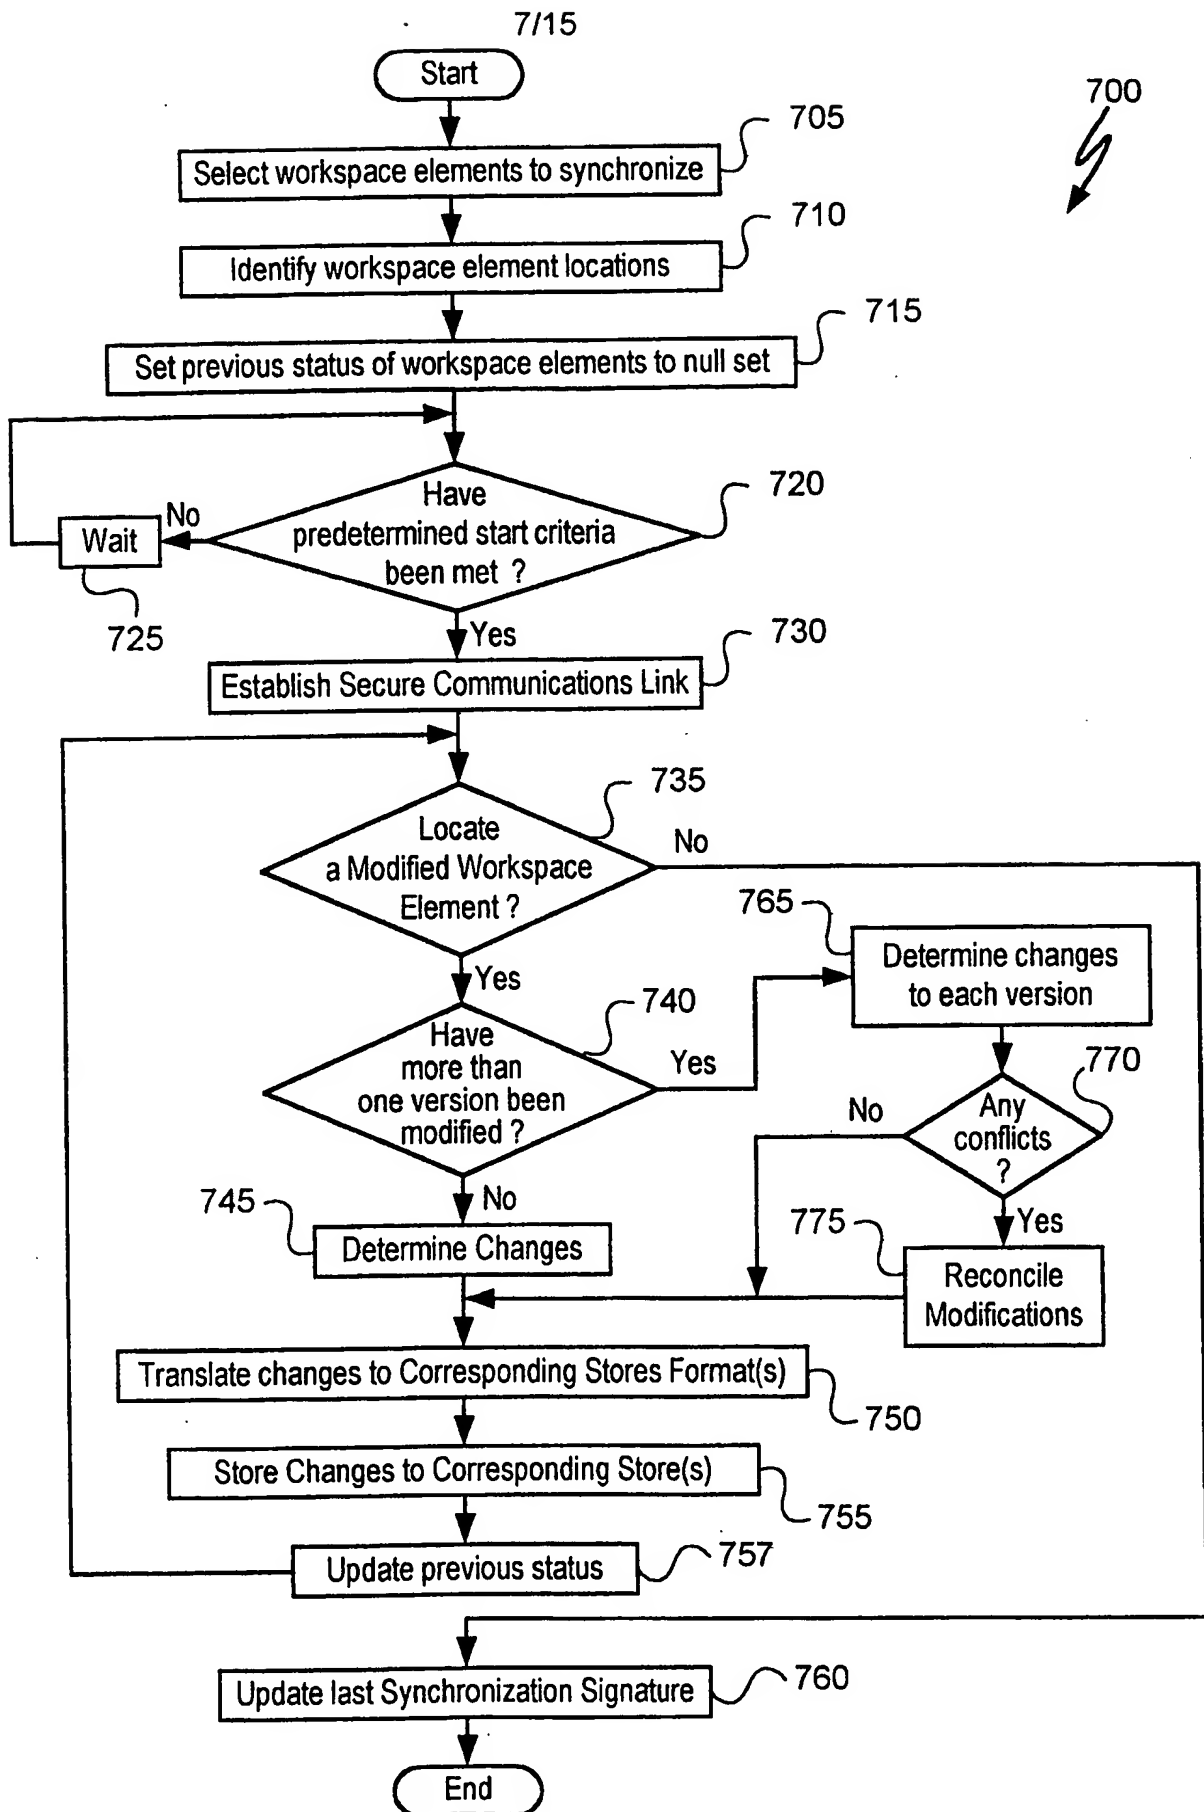 7/15
Start
700
705
Select workspace elements to synchronize
710
Identify workspace element locations
715
Set previous status of workspace elements to null set
720
Have
predetermined start criteria
been met ?
No
Wait
725
Yes
730
Establish Secure Communications Link
735
Locate
a Modified Workspace
Element ?
No
Yes
765
Determine changes
to each version
740
Have
more than
one version been
modified ?
Yes
770
Any
conflicts
?
No
Yes
745
No
Determine Changes
775
Reconcile
Modifications
Translate changes to Corresponding Stores Format(s)
750
Store Changes to Corresponding Store(s)
755
Update previous status
757
Update last Synchronization Signature
760
End